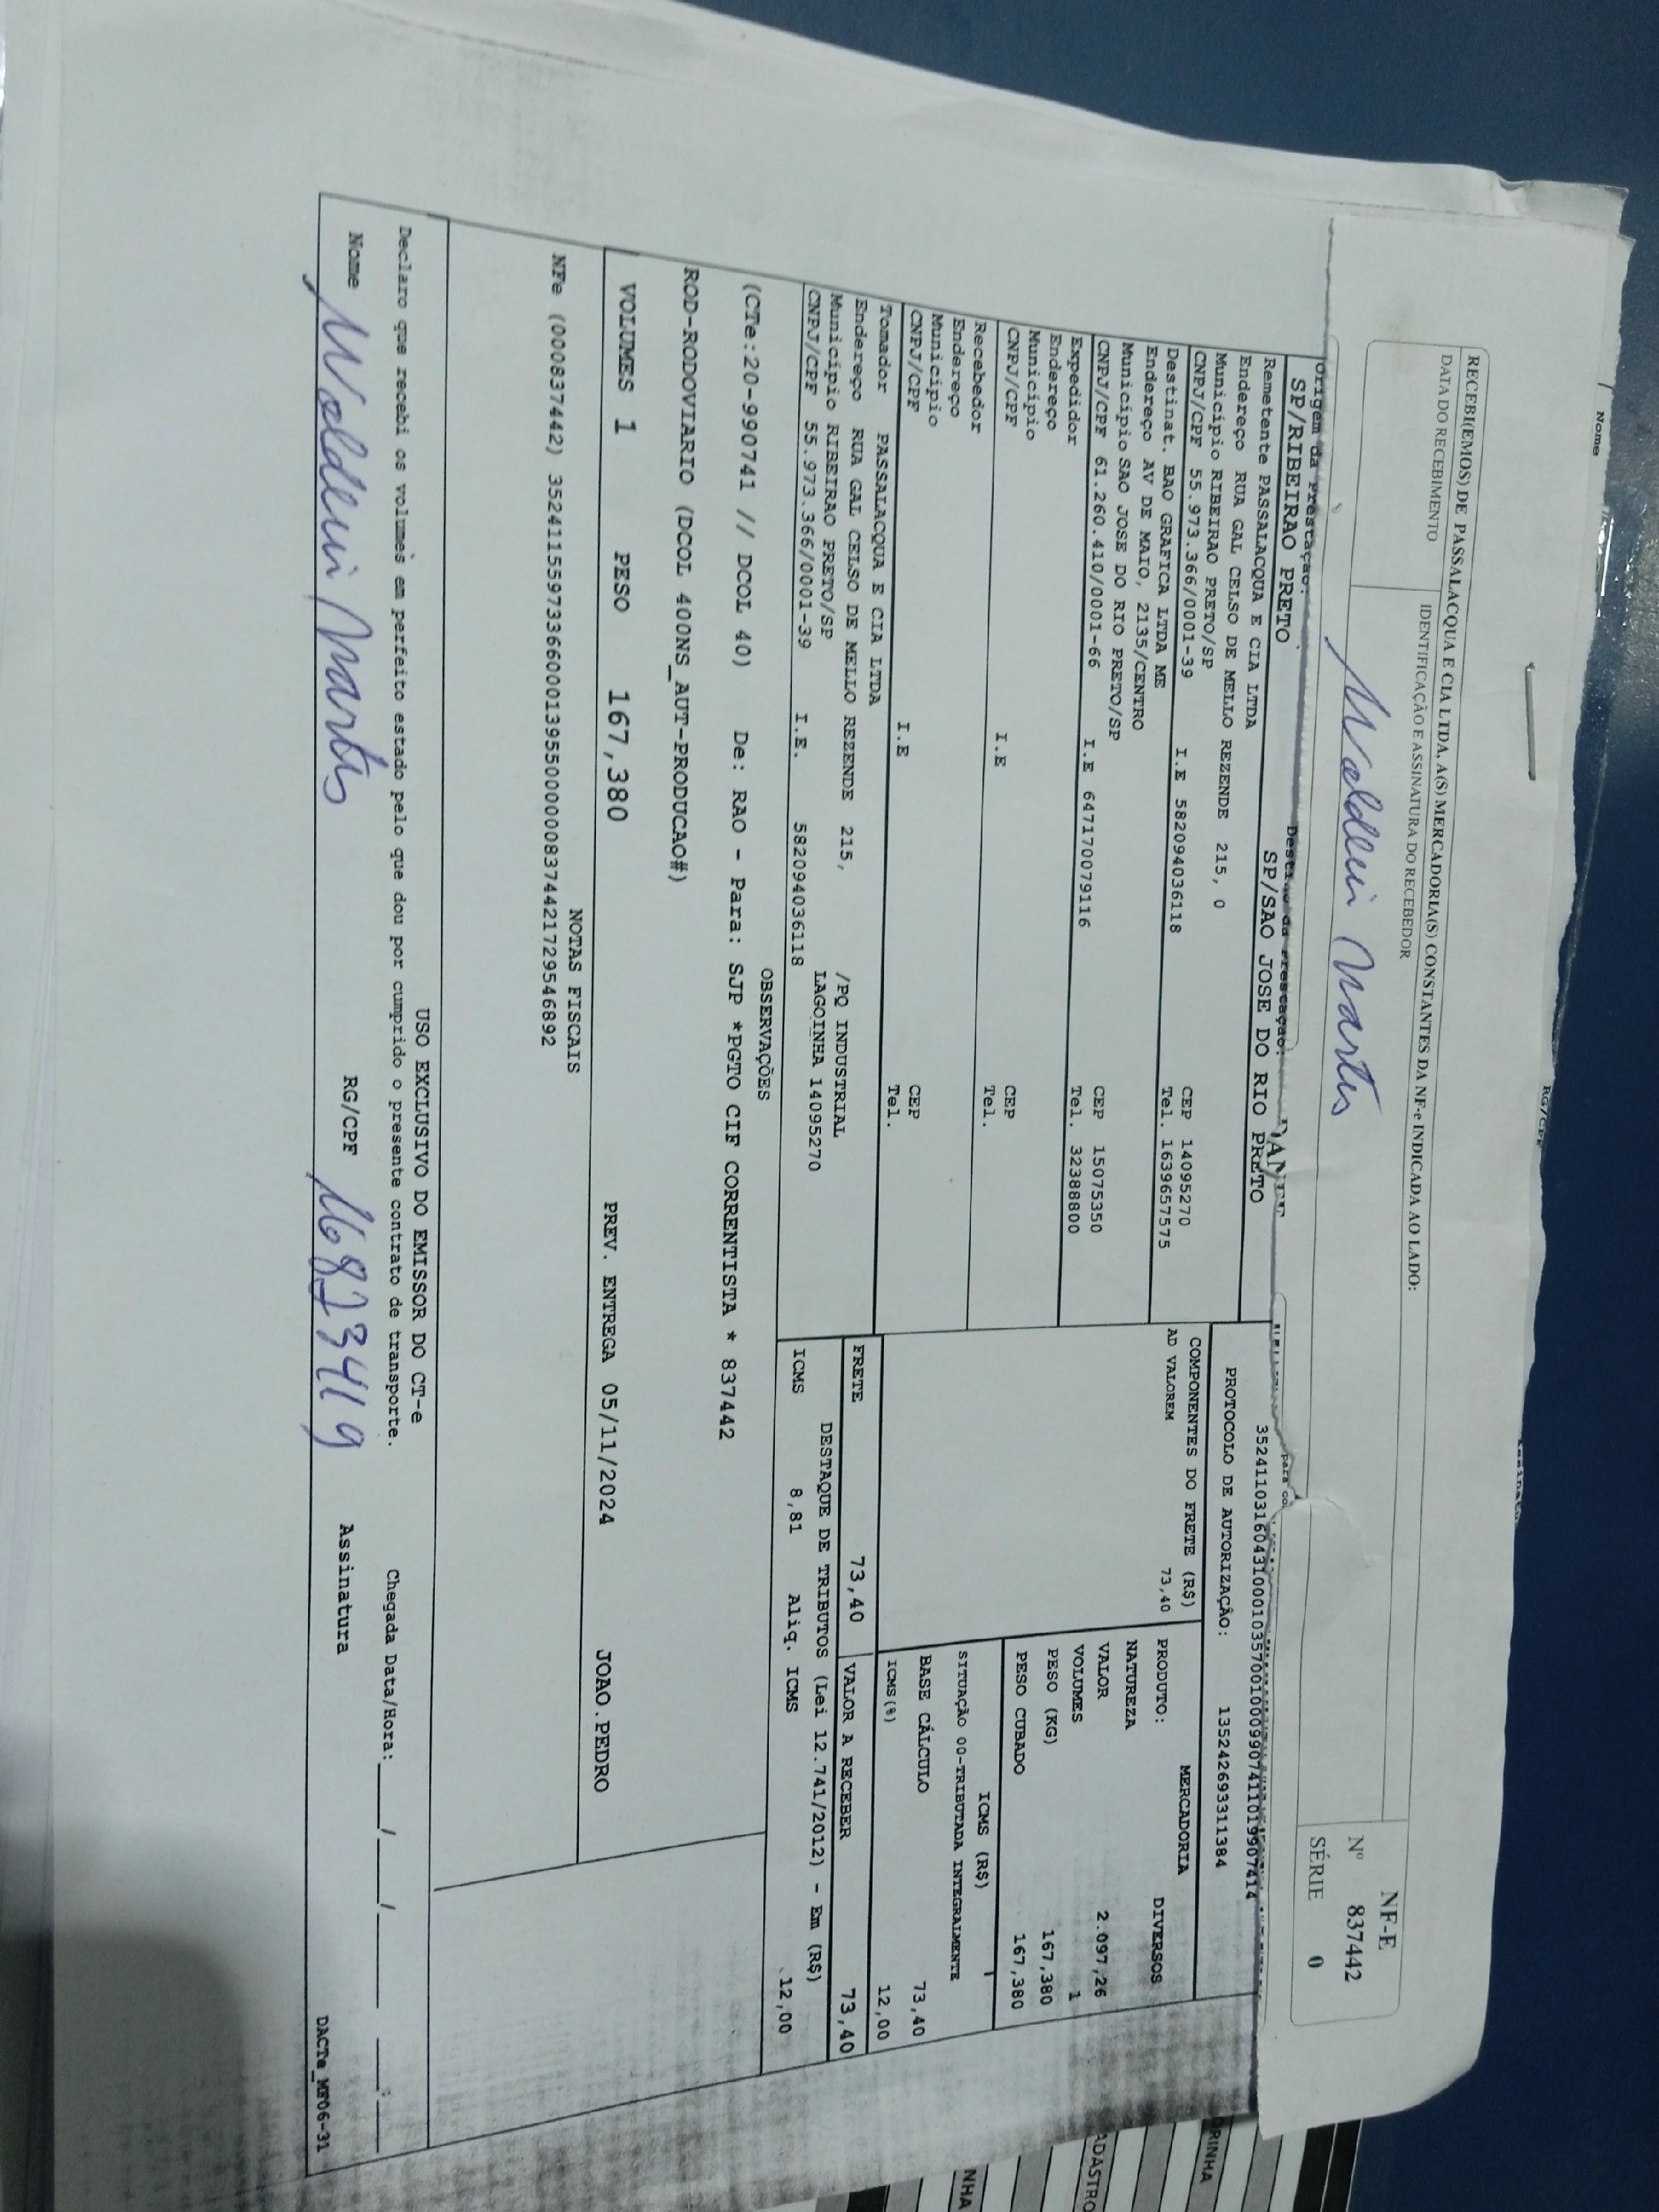 Nome
RG/CPF
RECEBI(EMOS) DE PASSALACQUA E CIA LTDA, A(S) MERCADORIA(S) CONSTANTES DA NF-e INDICADA AO LADO:
DATA DO RECEBIMENTO
IDENTIFICAÇÃO E ASSINATURA DO RECEBEDOR
NF-E
Nº 837442
SÉRIE 0
Origem da Prestação:
SP/RIBEIRAO PRETO
SP/SAO JOSE DO RIO PRETO
Remetente PASSALACQUA E CIA LTDA
Endereço RUA GAL CELSO DE MELLO REZENDE 215, 0
Município RIBEIRAO PRETO/SP CEP 14095270
CNPJ/CPF 55.973.366/0001-39 I.E 582094036118 Tel. 1639657575
Destinat. BAO GRAFICA LTDA ME
Endereço AV DE MAIO, 2135/CENTRO
Município SAO JOSE DO RIO PRETO/SP CEP 15075350
CNPJ/CPF 61.260.410/0001-66 I.E 647170079116 Tel. 32388800
Expedidor
Endereço
Município CEP
CNPJ/CPF I.E Tel.
Recebedor
Endereço
Município CEP
CNPJ/CPF I.E Tel.
Tomador PASSALACQUA E CIA LTDA
Endereço RUA GAL CELSO DE MELLO REZENDE 215, /PQ INDUSTRIAL
Município RIBEIRAO PRETO/SP LAGOINHA 14095270
CNPJ/CPF 55.973.366/0001-39 I.E. 582094036118
35241103160431000103570010009907411019907414
PROTOCOLO DE AUTORIZAÇÃO: 135242693311384
COMPONENTES DO FRETE (R$)
AD VALOREM 73,40
MERCADORIA
PRODUTO: DIVERSOS
NATUREZA
VALOR 2.097,26
VOLUMES 1
PESO (KG) 167,380
PESO CUBADO 167,380
ICMS (R$)
SITUAÇÃO 00-TRIBUTADA INTEGRALMENTE
BASE CÁLCULO 73,40
ICMS(%) 12,00
FRETE 73,40 VALOR A RECEBER 73,40
DESTAQUE DE TRIBUTOS (Lei 12.741/2012) - Em (R$)
ICMS 8,81 Aliq. ICMS 12,00
OBSERVAÇÕES
(CTe:20-990741 // DCOL 40) De: RAO - Para: SJP *PGTO CIF CORRENTISTA * 837442
ROD-RODOVIARIO (DCOL 400NS_AUT-PRODUCAO#)
VOLUMES 1 PESO 167,380 PREV. ENTREGA 05/11/2024 JOAO.PEDRO
NOTAS FISCAIS
NFe (000837442) 35241155973366000139550000008374421729546892
USO EXCLUSIVO DO EMISSOR DO CT-e
Declaro que recebi os volumes em perfeito estado pelo que dou por cumprido o presente contrato de transporte. Chegada Data/Hora: ___/___/_____ __:__
Nome RG/CPF 168234119 Assinatura
DACTe_MF06-31
RINHA
ADASTRO
NHA